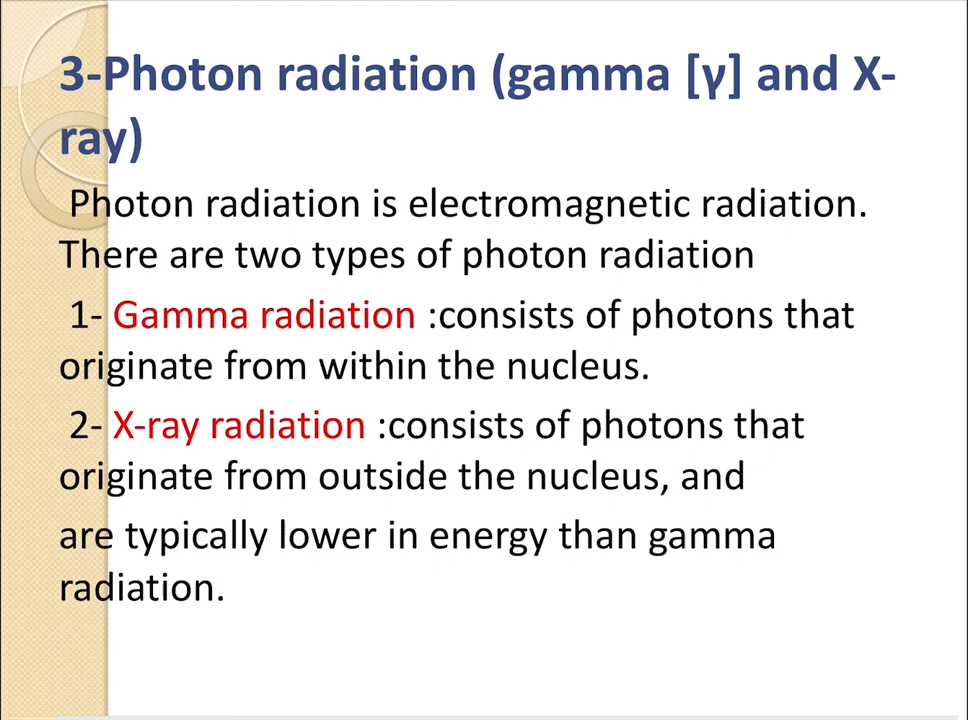 3-Photon radiation (gamma [γ] and X-
ray)
Photon radiation is electromagnetic radiation.
There are two types of photon radiation
1- Gamma radiation :consists of photons that
originate from within the nucleus.
2- X-ray radiation :consists of photons that
originate from outside the nucleus, and
are typically lower in energy than gamma
radiation.